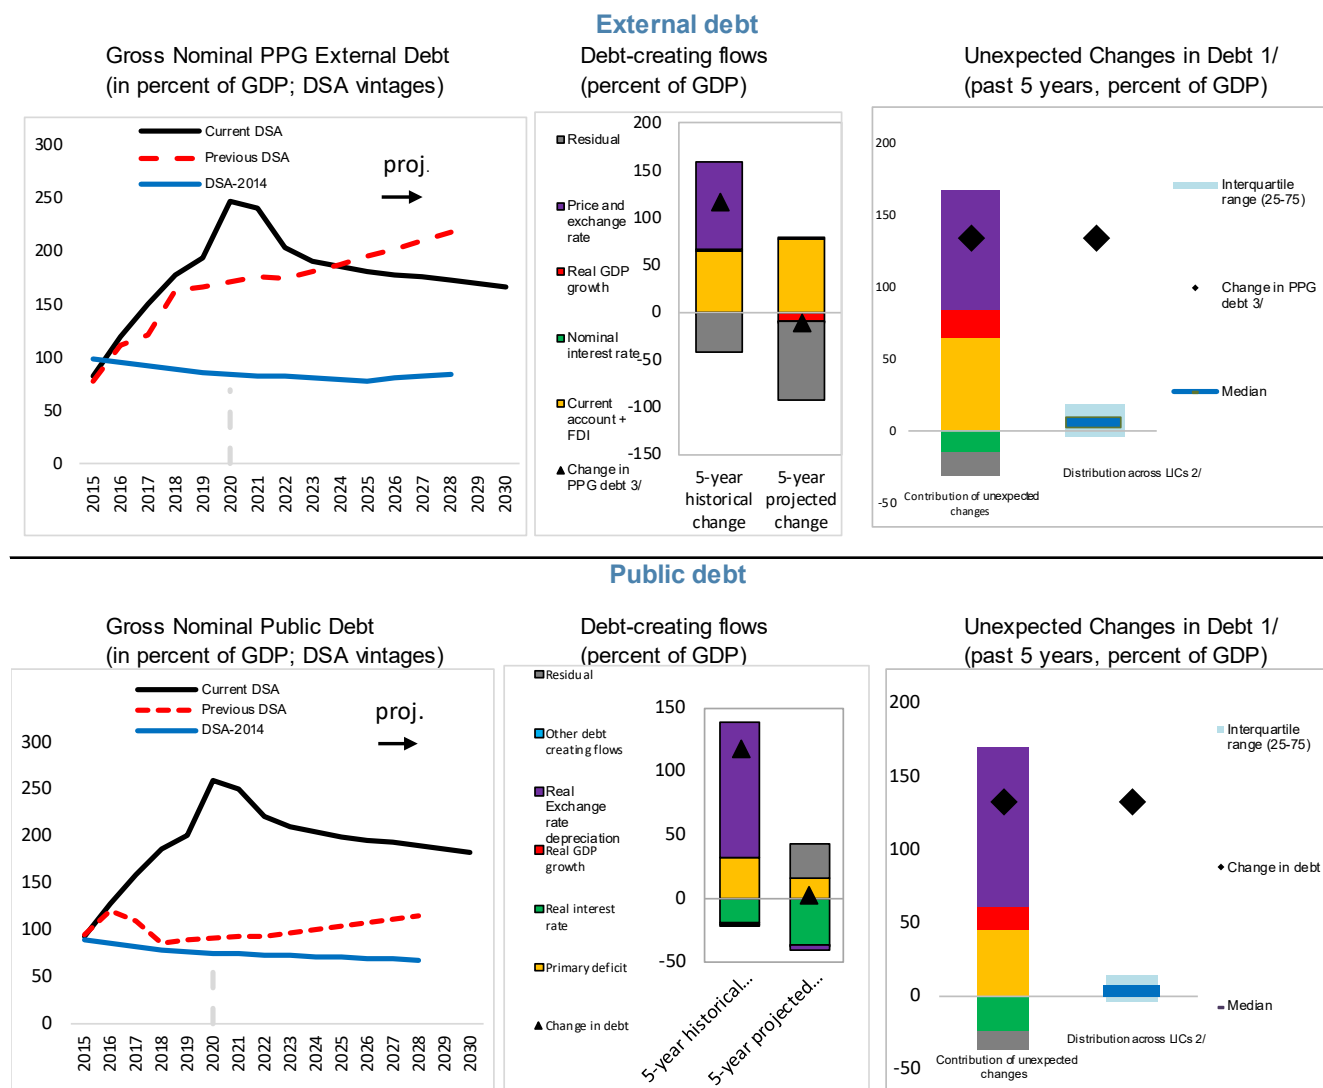 External debt
Gross Nominal PPG External Debt
(in percent of GDP; DSA vintages)
Current DSA
Previous DSA
DSA-2014
proj.
300
250
200
150
100
50
0
2015
2016
2017
2018
2019
2020
2021
2022
2023
2024
2025
2026
2027
2028
2029
2030
Debt-creating flows
(percent of GDP)
Residual
Price and
exchange
rate
Real GDP
growth
Nominal
interest rate
Current
account +
FDI
Change in
PPG debt 3/
200
150
100
50
0
-50
-100
-150
5-year
historical
change
5-year
projected
change
Unexpected Changes in Debt 1/
(past 5 years, percent of GDP)
200
150
100
50
0
-50
Contribution of unexpected
changes
Distribution across LICs 2/
Interquartile
range (25-75)
Change in PPG
debt 3/
Median
Public debt
Gross Nominal Public Debt
(in percent of GDP; DSA vintages)
Current DSA
Previous DSA
DSA-2014
proj.
300
250
200
150
100
50
0
2015
2016
2017
2018
2019
2020
2021
2022
2023
2024
2025
2026
2027
2028
2029
2030
Debt-creating flows
(percent of GDP)
Residual
Other debt
creating flows
Real
Exchange
rate
depreciation
Real GDP
growth
Real interest
rate
Primary deficit
Change in debt
150
100
50
0
-50
5-year historical...
5-year projected...
Unexpected Changes in Debt 1/
(past 5 years, percent of GDP)
200
150
100
50
0
-50
Contribution of unexpected
changes
Distribution across LICs 2/
Interquartile
range (25-75)
Change in debt
Median